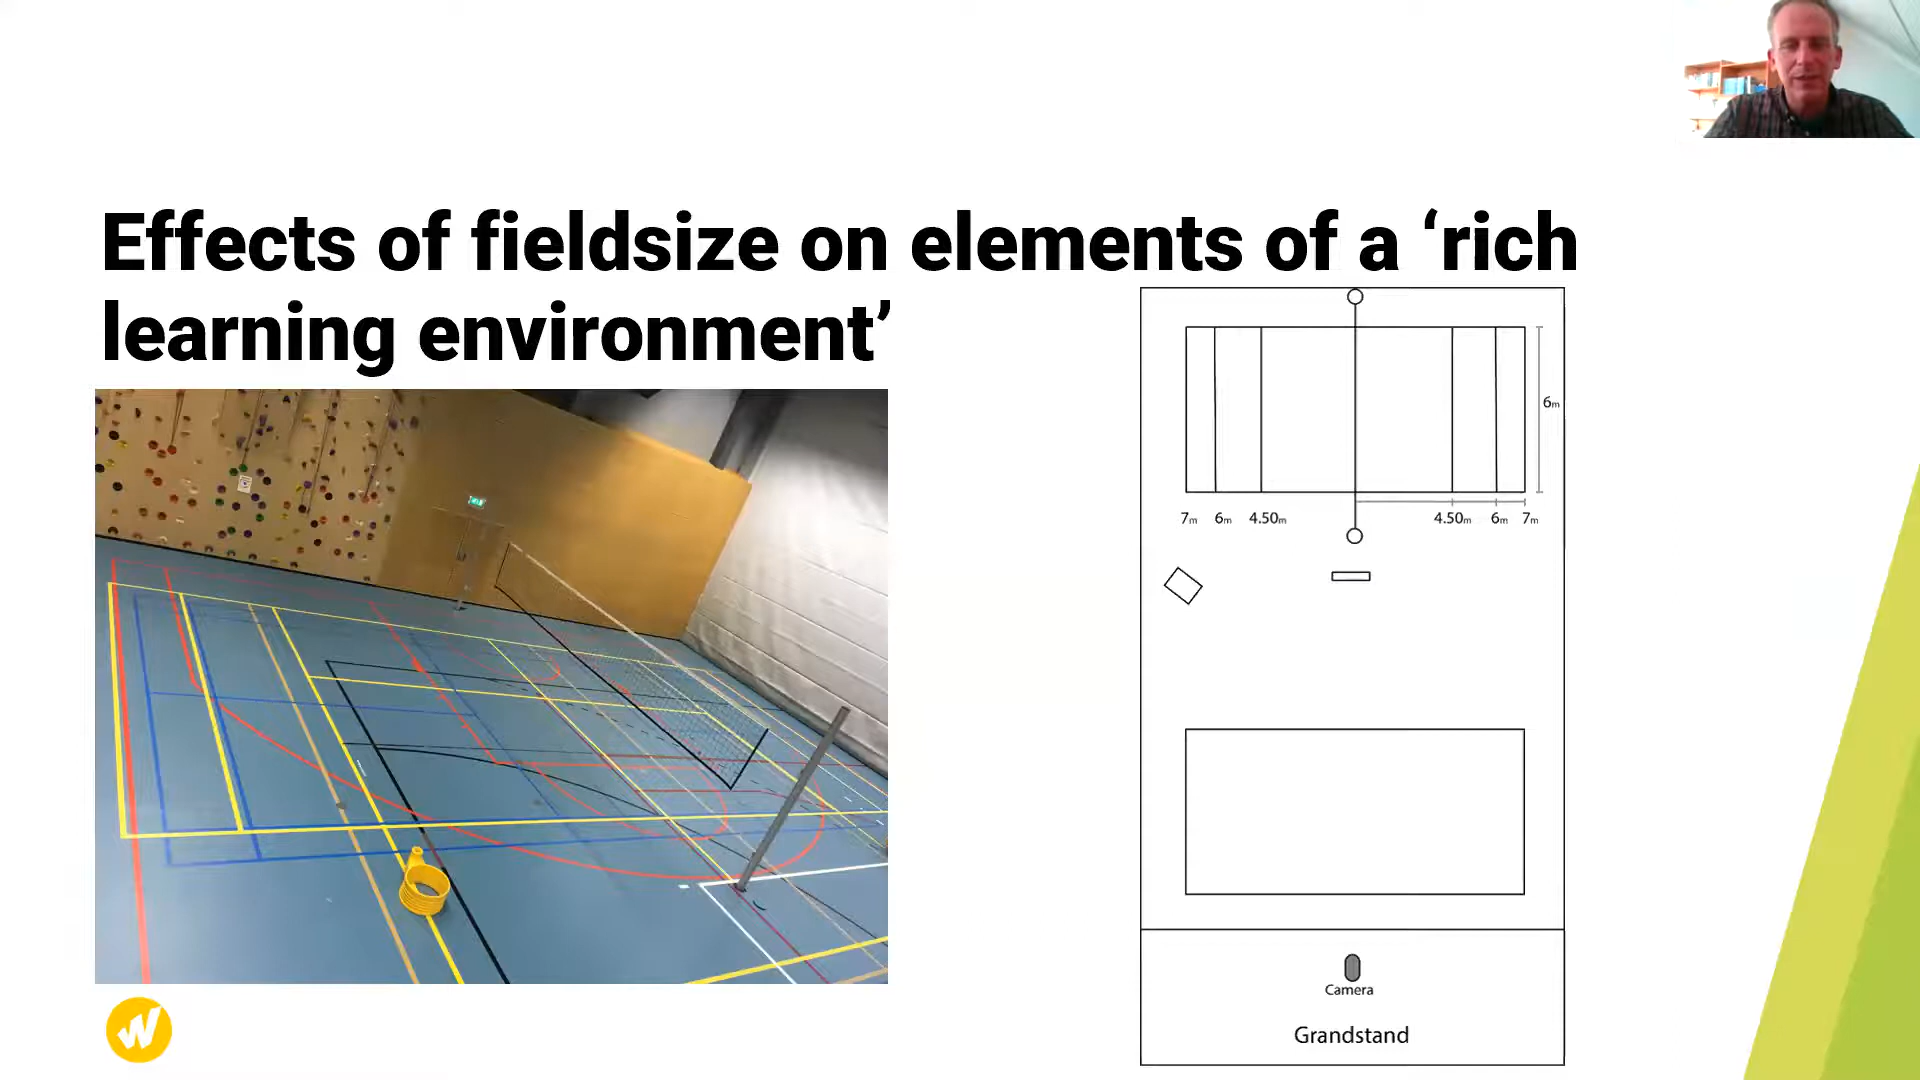 Effects of fieldsize on elements of a ‘rich
learning environment’
6m
7m 6m 4.50m 4.50m 6m 7m
Camera
Grandstand
W